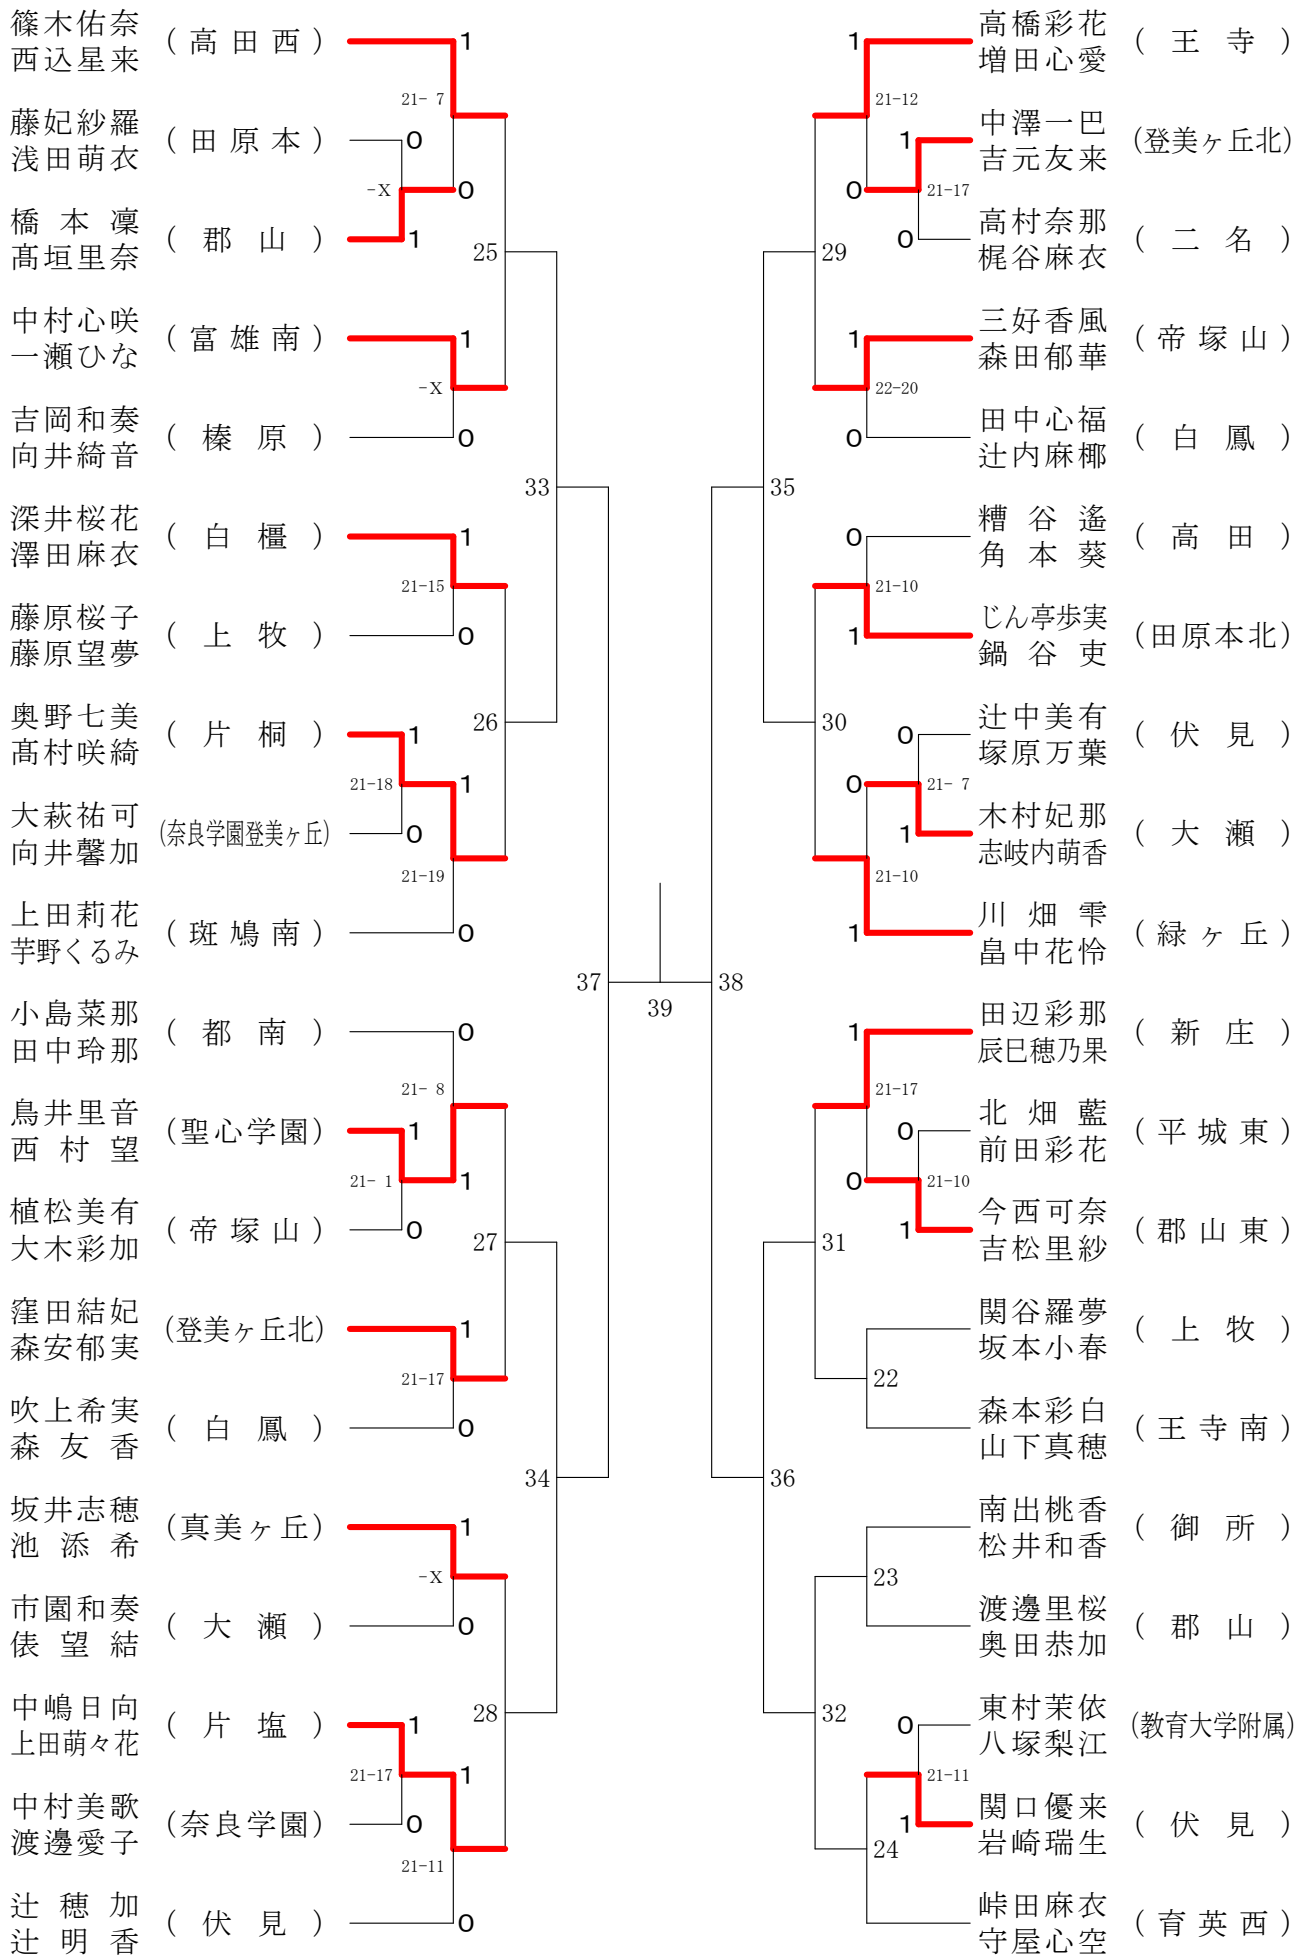 篠木佑奈
西込星来
(高田西)
1
21- 7
藤妃紗羅
浅田萌衣
(田原本)
0
-X
0
橋本凜
髙垣里奈
(郡山)
1
25
中村心咲
一瀬ひな
(富雄南)
1
-X
吉岡和奏
向井綺音
(榛原)
0
33
深井桜花
澤田麻衣
(白橿)
1
21-15
藤原桜子
藤原望夢
(上牧)
0
26
奥野七美
髙村咲綺
(片桐)
1
21-18
1
大萩祐可
向井馨加
(奈良学園登美ヶ丘)
0
21-19
上田莉花
芋野くるみ
(斑鳩南)
0
37
小島菜那
田中玲那
(都南)
0
21- 8
鳥井里音
西村望
(聖心学園)
1
21- 1
1
植松美有
大木彩加
(帝塚山)
0
27
窪田結妃
森安郁実
(登美ヶ丘北)
1
21-17
吹上希実
森友香
(白鳳)
0
34
坂井志穂
池添希
(真美ヶ丘)
1
-X
市園和奏
俵望結
(大瀬)
0
28
中嶋日向
上田萌々花
(片塩)
1
21-17
1
中村美歌
渡邊愛子
(奈良学園)
0
21-11
辻穂加
辻明香
(伏見)
0
39
高橋彩花
増田心愛
(王寺)
1
21-12
中澤一巴
吉元友来
(登美ヶ丘北)
1
0
21-17
高村奈那
梶谷麻衣
(二名)
0
29
三好香風
森田郁華
(帝塚山)
1
22-20
田中心福
辻内麻椰
(白鳳)
0
35
糟谷遙
角本葵
(高田)
0
21-10
じん亭歩実
鍋谷吏
(田原本北)
1
30
辻中美有
塚原万葉
(伏見)
0
0
21- 7
木村妃那
志岐内萌香
(大瀬)
1
21-10
川畑雫
畠中花怜
(緑ヶ丘)
1
38
田辺彩那
辰巳穂乃果
(新庄)
1
21-17
北畑藍
前田彩花
(平城東)
0
0
21-10
今西可奈
吉松里紗
(郡山東)
1
31
関谷羅夢
坂本小春
(上牧)
22
森本彩白
山下真穂
(王寺南)
36
南出桃香
松井和香
(御所)
23
渡邊里桜
奥田恭加
(郡山)
32
東村茉依
八塚梨江
(教育大学附属)
0
21-11
関口優来
岩崎瑞生
(伏見)
1
24
峠田麻衣
守屋心空
(育英西)